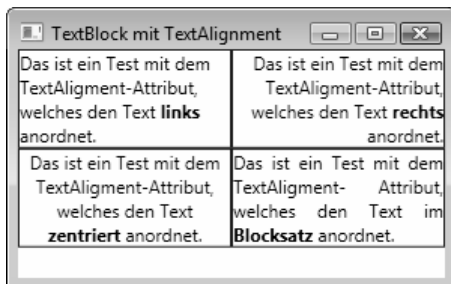 TextBlock mit TextAlignment
Das ist ein Test mit dem
TextAligment-Attribut,
welches den Text links
anordnet.
Das ist ein Test mit dem
TextAligment-Attribut,
welches den Text rechts
anordnet.
Das ist ein Test mit dem
TextAligment-Attribut,
welches den Text
zentriert anordnet.
Das ist ein Test mit dem
TextAligment- Attribut,
welches den Text im
Blocksatz anordnet.